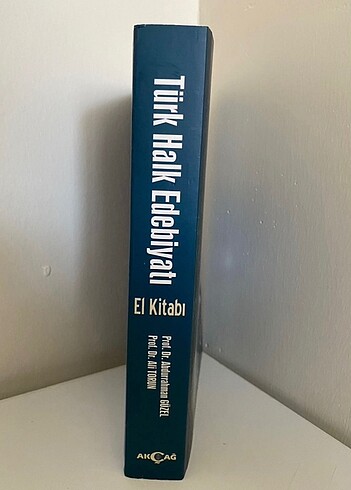 Türk Halk Edebiyatı
El Kitabı
Prof. Dr. Abdurrahman GÜZEL
Prof. Dr. Ali TORUN
AKÇAĞ